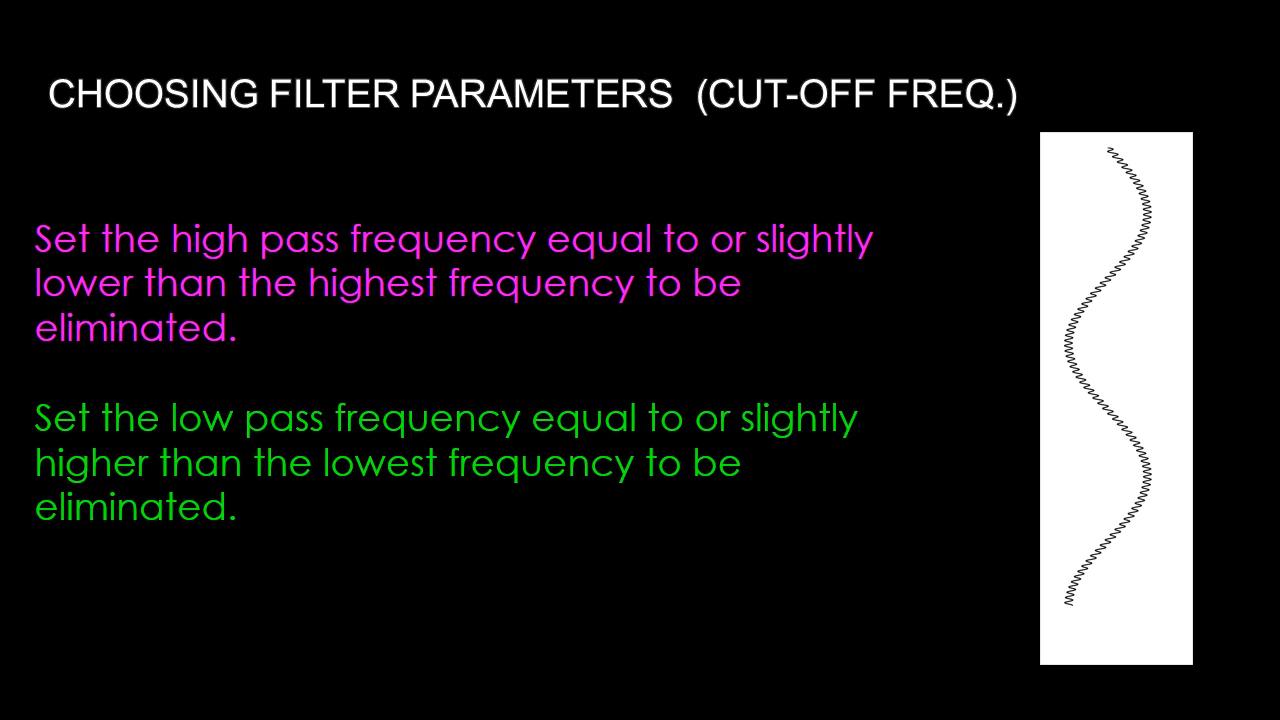 CHOOSING FILTER PARAMETERS (CUT-OFF FREQ.)
Set the high pass frequency equal to or slightly
lower than the highest frequency to be
eliminated.
Set the low pass frequency equal to or slightly
higher than the lowest frequency to be
eliminated.